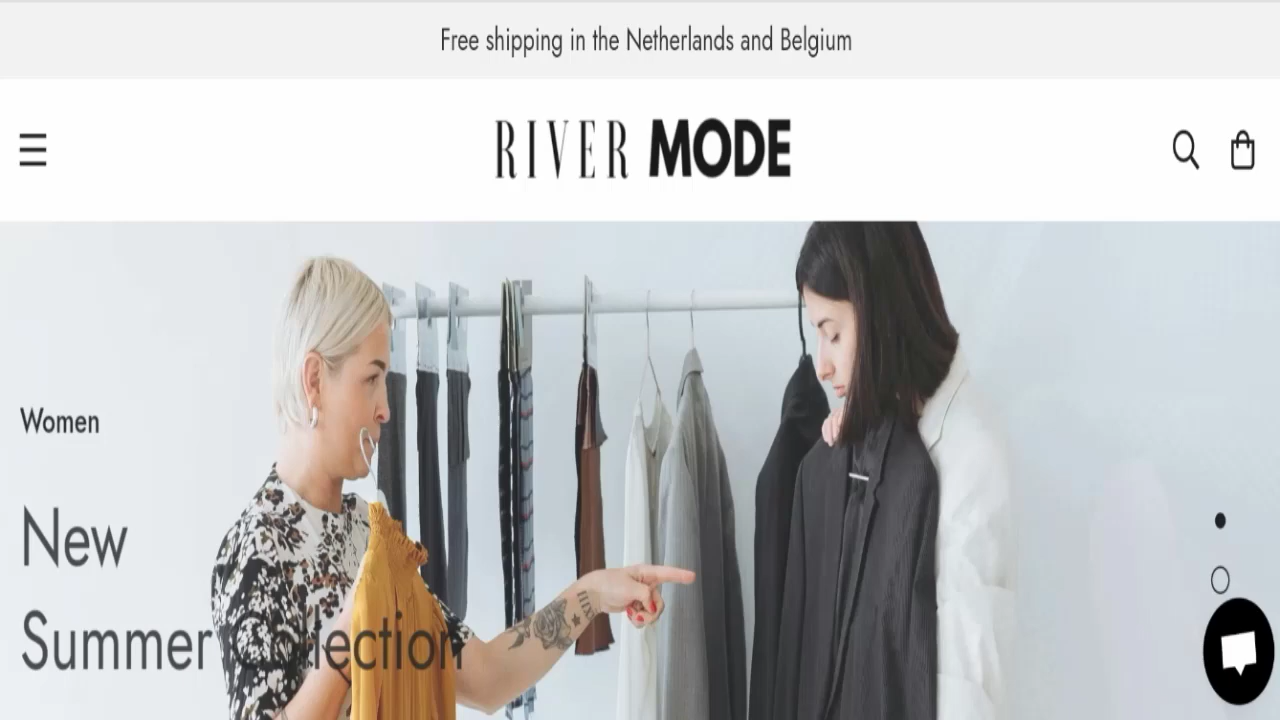 Free shipping in the Netherlands and Belgium
RIVER MODE
Women
New
Summer Collection